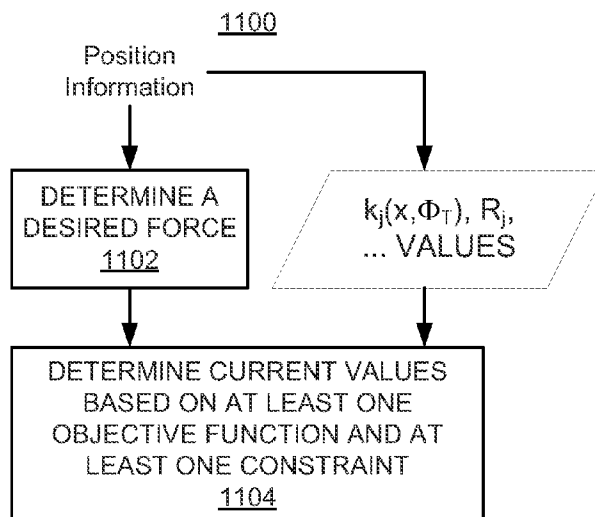 1100
Position
Information
DETERMINE A
DESIRED FORCE
1102
kj(x,ΦT), Rj,
... VALUES
DETERMINE CURRENT VALUES
BASED ON AT LEAST ONE
OBJECTIVE FUNCTION AND AT
LEAST ONE CONSTRAINT
1104